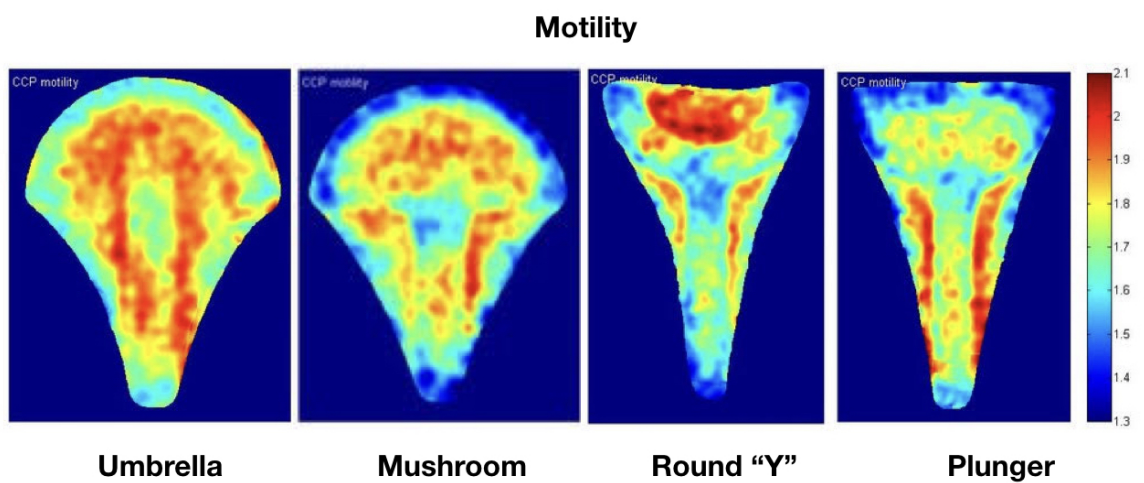 Motility
CCP motility
CCP motility
CCP motility
CCP motility
2.1
2
1.9
1.8
1.7
1.6
1.5
1.4
1.3
Umbrella
Mushroom
Round “Y”
Plunger